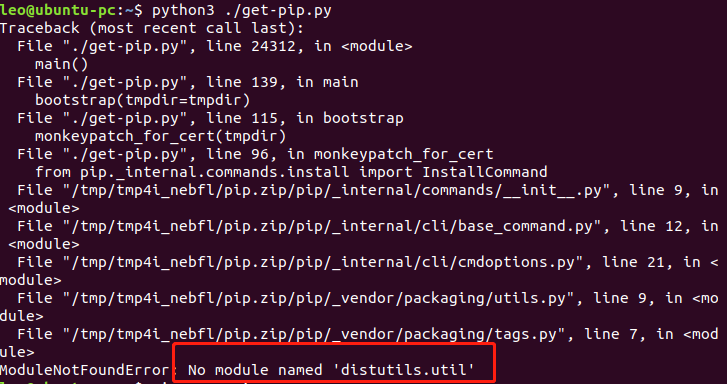 leo@ubuntu-pc:~$ python3 ./get-pip.py
Traceback (most recent call last):
  File "./get-pip.py", line 24312, in <module>
    main()
  File "./get-pip.py", line 139, in main
    bootstrap(tmpdir=tmpdir)
  File "./get-pip.py", line 115, in bootstrap
    monkeypatch_for_cert(tmpdir)
  File "./get-pip.py", line 96, in monkeypatch_for_cert
    from pip._internal.commands.install import InstallCommand
  File "/tmp/tmp4i_nebfl/pip.zip/pip/_internal/commands/__init__.py", line 9, in
 <module>
  File "/tmp/tmp4i_nebfl/pip.zip/pip/_internal/cli/base_command.py", line 12, in
 <module>
  File "/tmp/tmp4i_nebfl/pip.zip/pip/_internal/cli/cmdoptions.py", line 21, in <
module>
  File "/tmp/tmp4i_nebfl/pip.zip/pip/_vendor/packaging/utils.py", line 9, in <mo
dule>
  File "/tmp/tmp4i_nebfl/pip.zip/pip/_vendor/packaging/tags.py", line 7, in <mod
ule>
ModuleNotFoundError: No module named 'distutils.util'